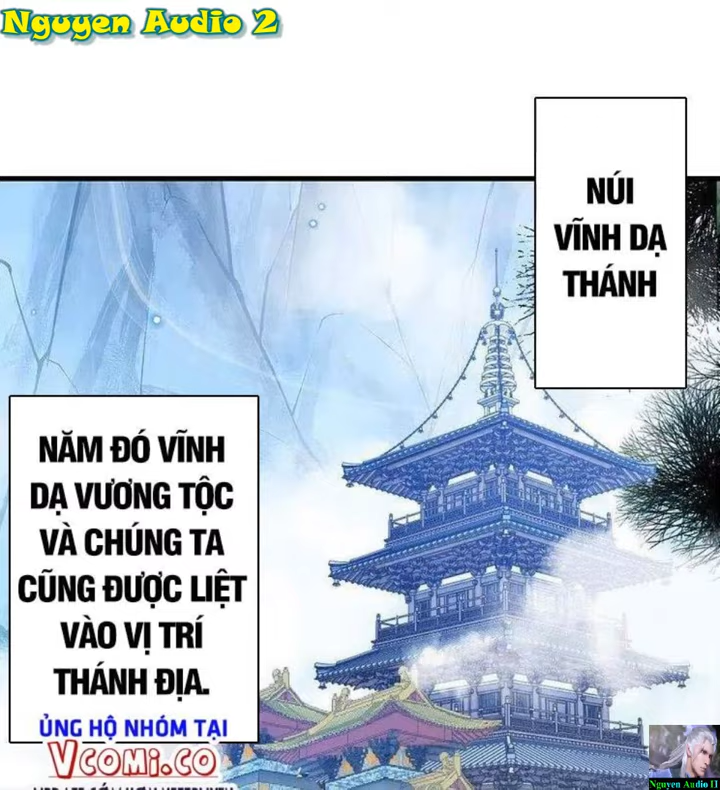 Nguyen Audio 2
NÚI
VĨNH DẠ
THÁNH
NĂM ĐÓ VĨNH
DẠ VƯƠNG TỘC
VÀ CHÚNG TA
CŨNG ĐƯỢC LIỆT
VÀO VỊ TRÍ
THÁNH ĐỊA.
ỦNG HỘ NHÓM TẠI
VCOMI.CO
Nguyen Audio II